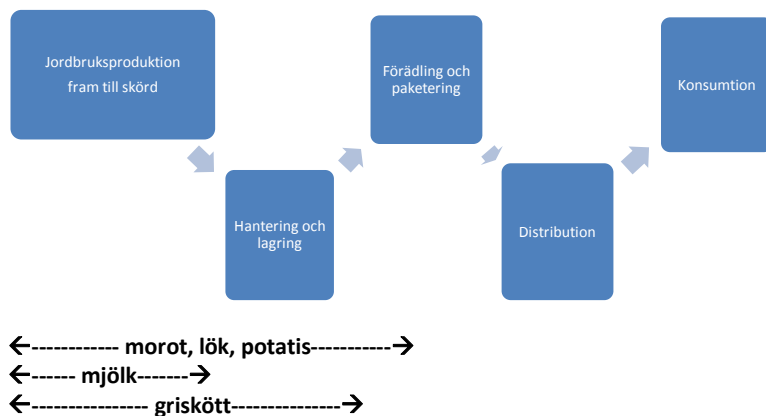 Jordbruksproduktion
fram till skörd
Hantering och
lagring
Förädling och
paketering
Distribution
Konsumtion
←------------ morot, lök, potatis-----------→
←------ mjölk-------→
←---------------- griskött---------------→